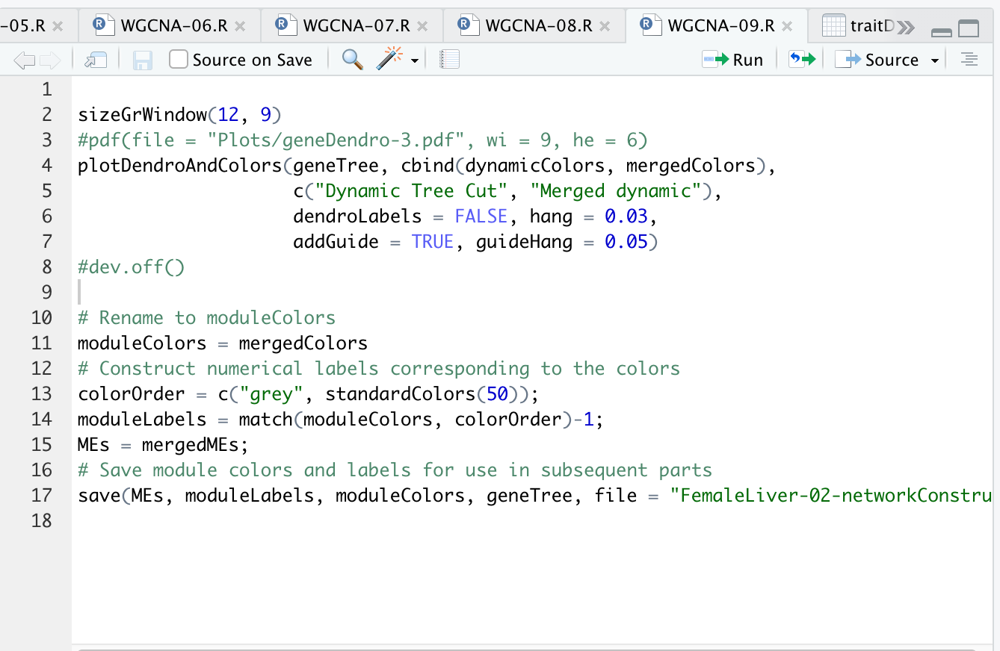 -05.R
WGCNA-06.R
WGCNA-07.R
WGCNA-08.R
WGCNA-09.R
traitD
Source on Save
Run
Source
1
2 sizeGrWindow(12, 9)
3 #pdf(file = "Plots/geneDendro-3.pdf", wi = 9, he = 6)
4 plotDendroAndColors(geneTree, cbind(dynamicColors, mergedColors),
5 c("Dynamic Tree Cut", "Merged dynamic"),
6 dendroLabels = FALSE, hang = 0.03,
7 addGuide = TRUE, guideHang = 0.05)
8 #dev.off()
9
10 # Rename to moduleColors
11 moduleColors = mergedColors
12 # Construct numerical labels corresponding to the colors
13 colorOrder = c("grey", standardColors(50));
14 moduleLabels = match(moduleColors, colorOrder)-1;
15 MEs = mergedMEs;
16 # Save module colors and labels for use in subsequent parts
17 save(MEs, moduleLabels, moduleColors, geneTree, file = "FemaleLiver-02-networkConstru
18